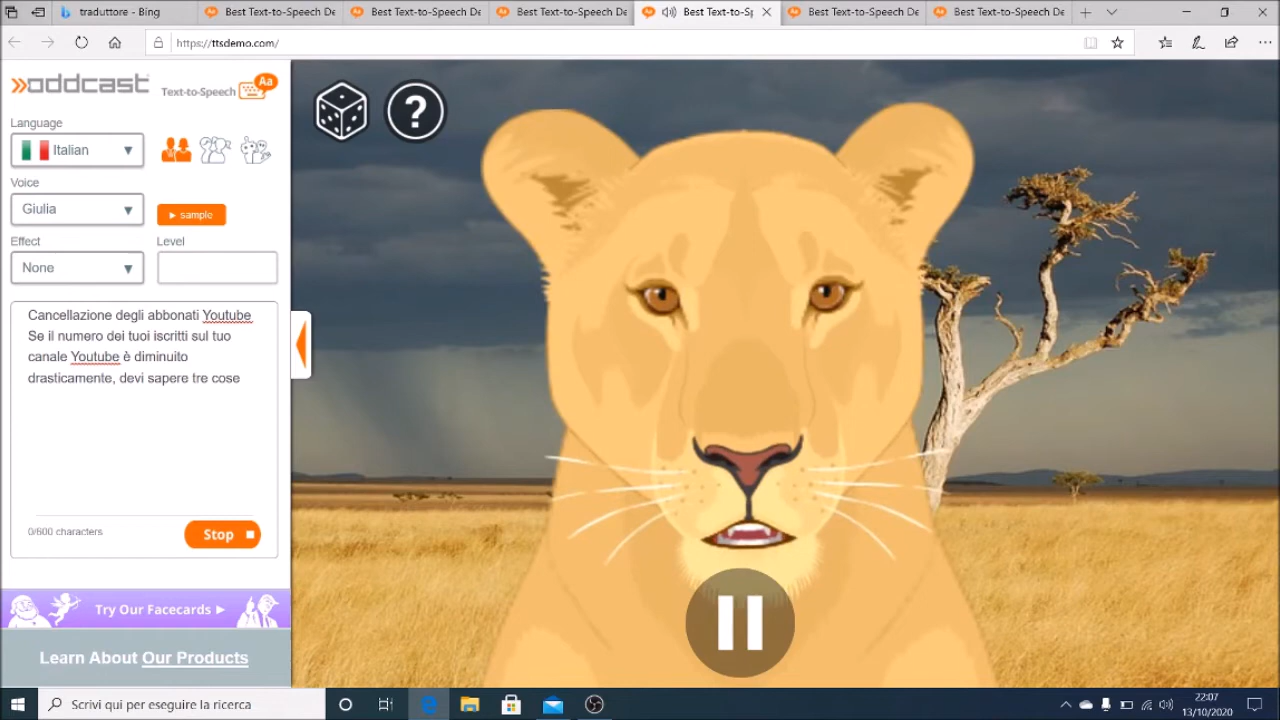 traduttore - Bing
Best Text-to-Speech De
Best Text-to-Speech De
Best Text-to-Speech De
Best Text-to-Sp
Best Text-to-Speech De
Best Text-to-Speech De
https://ttsdemo.com/
oddcast
Text-to-Speech
Aa
Language
Italian
Voice
Giulia
sample
Effect
Level
None
Cancellazione degli abbonati Youtube
Se il numero dei tuoi iscritti sul tuo
canale Youtube è diminuito
drasticamente, devi sapere tre cose
0/600 characters
Stop
Try Our Facecards
Learn About Our Products
?
Scrivi qui per eseguire la ricerca
22:07
13/10/2020